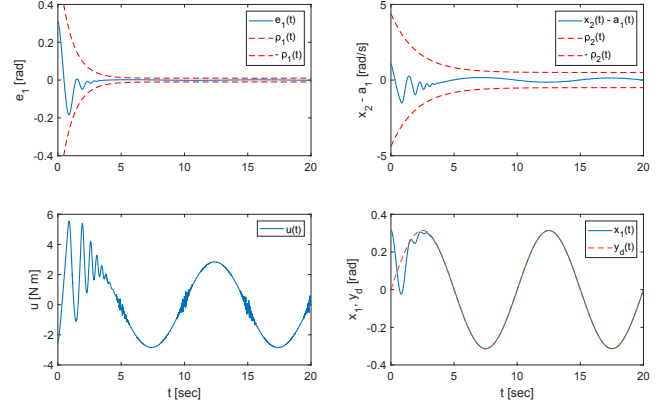 0.4
0.2
0
-0.2
-0.4
0
5
10
15
20
e1 [rad]
e1(t)
ρ1(t)
- ρ1(t)
5
0
-5
0
5
10
15
20
x2 - a1 [rad/s]
x2(t) - a1(t)
ρ2(t)
- ρ2(t)
6
4
2
0
-2
-4
0
5
10
15
20
u [N m]
t [sec]
u(t)
0.4
0.2
0
-0.2
0.4
0
5
10
15
20
x1, yd [rad]
t [sec]
x1(t)
yd(t)